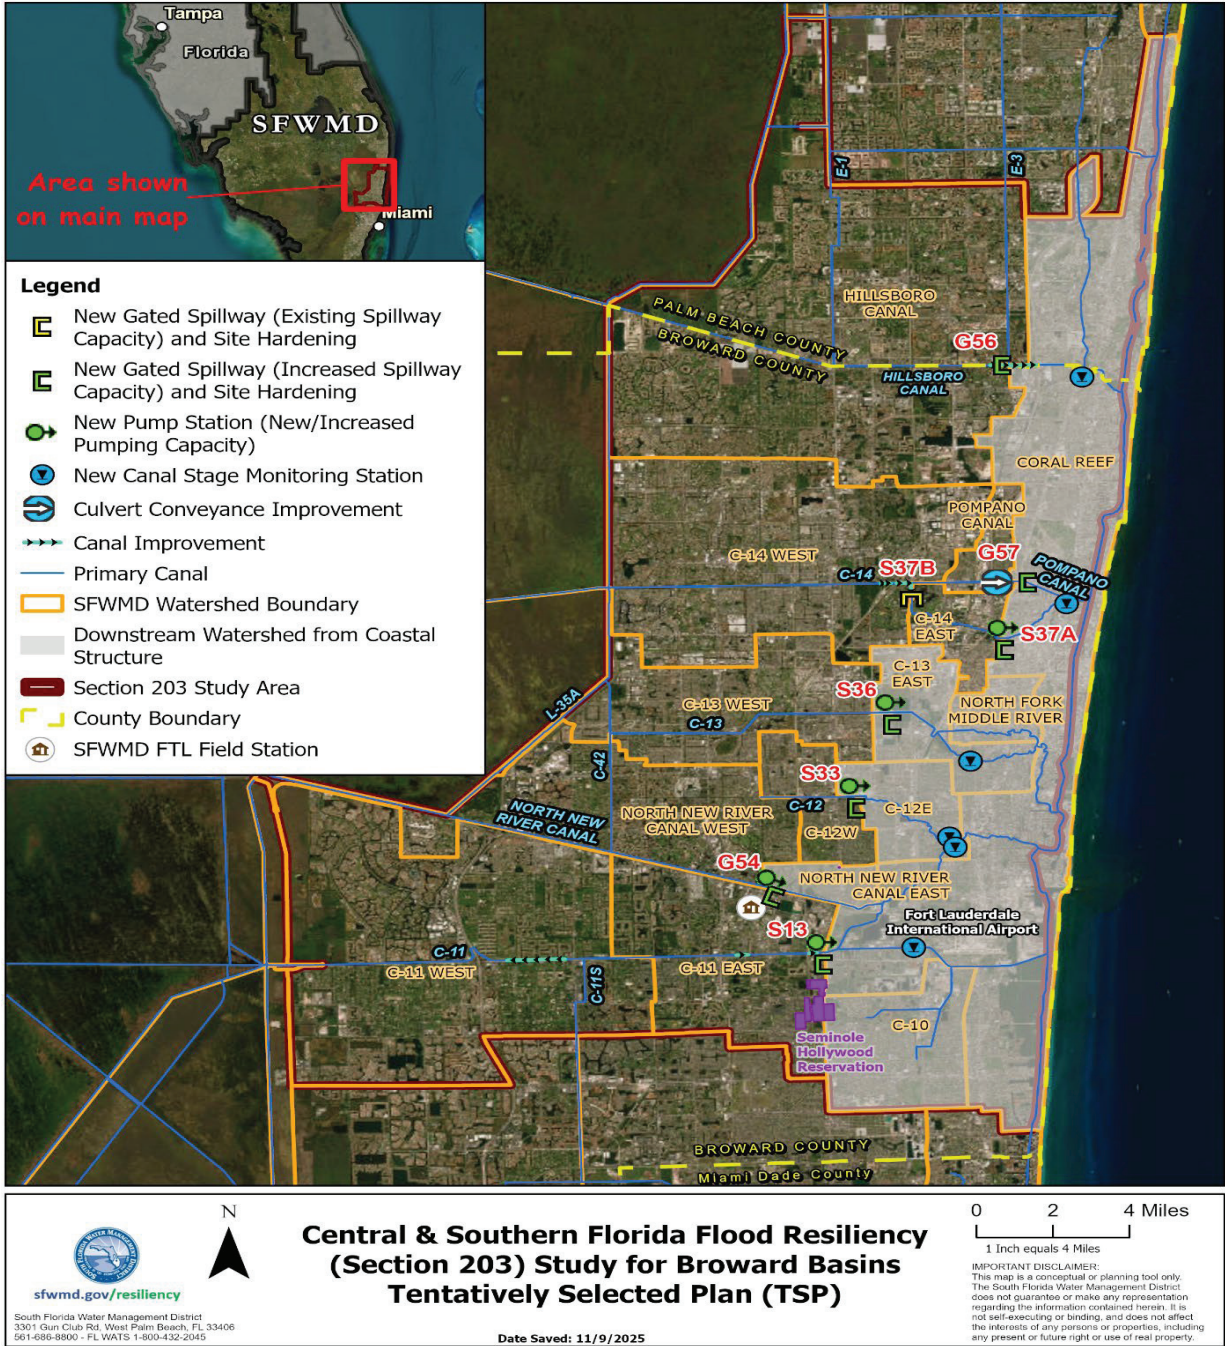 Tampa
Florida
SFWMD
Area shown
on main map
Miami
Legend
New Gated Spillway (Existing Spillway
Capacity) and Site Hardening
New Gated Spillway (Increased Spillway
Capacity) and Site Hardening
New Pump Station (New/Increased
Pumping Capacity)
New Canal Stage Monitoring Station
Culvert Conveyance Improvement
Canal Improvement
Primary Canal
SFWMD Watershed Boundary
Downstream Watershed from Coastal
Structure
Section 203 Study Area
County Boundary
SFWMD FTL Field Station
E-1
E-3
HILLSBORO
CANAL
PALM BEACH COUNTY
BROWARD COUNTY
G56
HILLSBORO
CANAL
CORAL REEF
POMPANO
CANAL
C-14 WEST
G57
C-14
S37B
POMPANO
CANAL
C-14
EAST
S37A
C-13
EAST
S36
NORTH FORK
MIDDLE RIVER
C-13 WEST
C-13
L-35A
C-42
S33
NORTH NEW
RIVER CANAL
NORTH NEW RIVER
CANAL WEST
C-12
C-12E
C-12W
G54
NORTH NEW RIVER
CANAL EAST
Fort Lauderdale
International Airport
S13
C-11
C-11 WEST
C-11S
C-11 EAST
C-10
Seminole
Hollywood
Reservation
BROWARD COUNTY
Miami Dade County
SOUTH FLORIDA WATER MANAGEMENT DISTRICT
sfwmd.gov/resiliency
South Florida Water Management District
3301 Gun Club Rd, West Palm Beach, FL 33406
561-686-8800 - FL WATS 1-800-432-2045
N
Central & Southern Florida Flood Resiliency
(Section 203) Study for Broward Basins
Tentatively Selected Plan (TSP)
Date Saved: 11/9/2025
0 2 4 Miles
1 Inch equals 4 Miles
IMPORTANT DISCLAIMER:
This map is a conceptual or planning tool only.
The South Florida Water Management District
does not guarantee or make any representation
regarding the information contained herein. It is
not self-executing or binding, and does not affect
the interests of any persons or properties, including
any present or future right or use of real property.